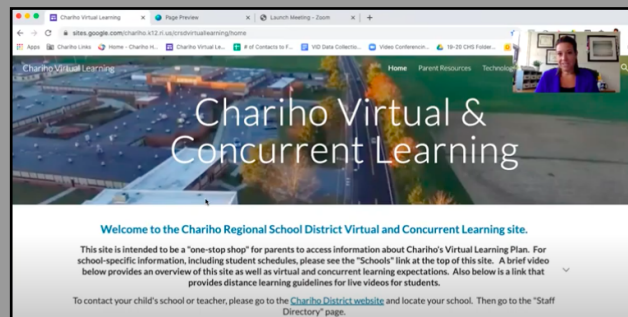 Chariho Virtual Learning
Page Preview
Launch Meeting - Zoom
sites.google.com/chariho.k12.ri.us/crsdvirtuallearning/home
Apps
Chariho Links
Home - Chariho H...
Chariho Virtual Le...
# of Contacts to F...
VID Data Collectio...
Video Conferencin...
19-20 CHS Folder...
Chariho Virtual Learning
Home
Parent Resources
Chariho Virtual &
Concurrent Learning
Welcome to the Chariho Regional School District Virtual and Concurrent Learning site.
This site is intended to be a "one-stop shop" for parents to access information about Chariho's Virtual Learning Plan. For
school-specific information, including student schedules, please see the "Schools" link at the top of this site. A brief video
below provides an overview of this site as well as virtual and concurrent learning expectations. Also below is a link that
provides distance learning guidelines for live videos for students.
To contact your child's school or teacher, please go to the Chariho District website and locate your school. Then go to the "Staff
Directory" page.